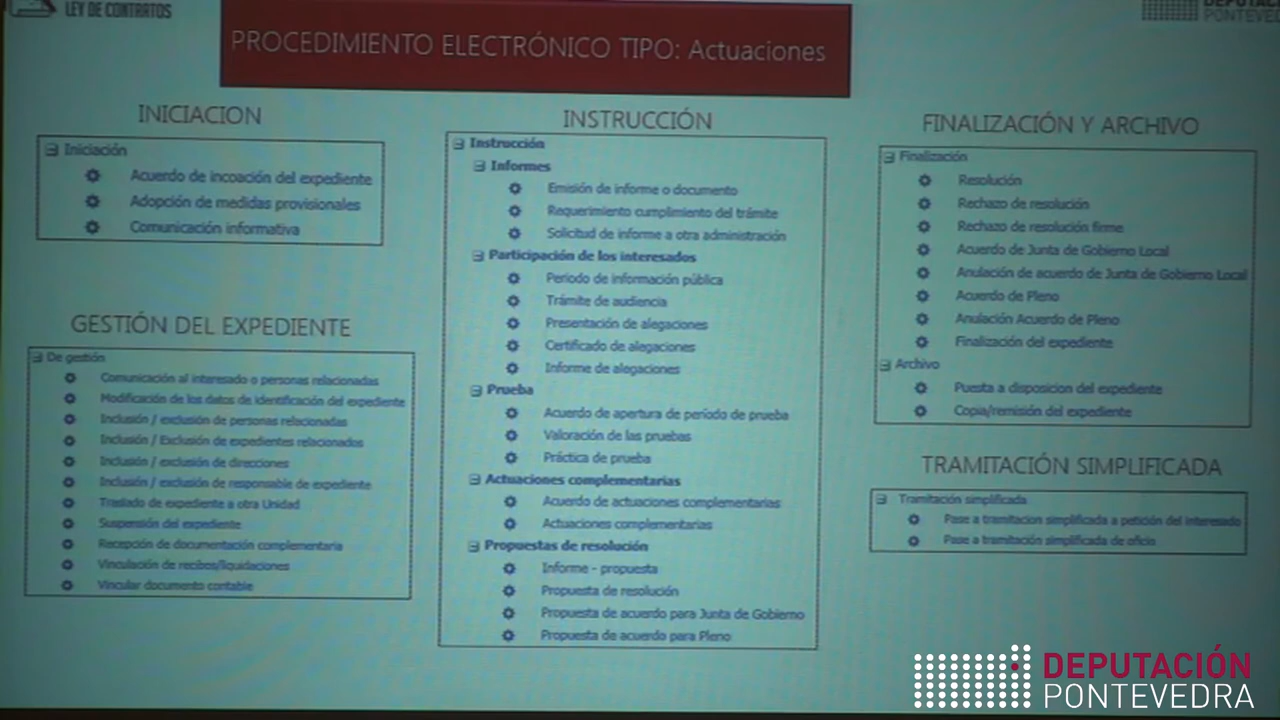 LEY DE CONTRATOS
DEPUTACIÓN
PONTEVEDRA
PROCEDIMIENTO ELECTRÓNICO TIPO: Actuaciones
INICIACION
Iniciación
Acuerdo de incoación del expediente
Adopción de medidas provisionales
Comunicación informativa
GESTIÓN DEL EXPEDIENTE
De gestión
Comunicación al interesado o personas relacionadas
Modificación de los datos de identificación del expediente
Inclusión / exclusión de personas relacionadas
Inclusión / Exclusión de expedientes relacionados
Inclusión / exclusión de direcciones
Inclusión / exclusión de responsable de expediente
Traslado de expediente a otra Unidad
Suspensión del expediente
Recepción de documentación complementaria
Vinculación de recibos/liquidaciones
Vincular documento contable
INSTRUCCIÓN
Instrucción
Informes
Emisión de informe o documento
Requerimiento cumplimiento del trámite
Solicitud de informe a otra administración
Participación de los interesados
Periodo de información pública
Trámite de audiencia
Presentación de alegaciones
Certificado de alegaciones
Informe de alegaciones
Prueba
Acuerdo de apertura de período de prueba
Valoración de las pruebas
Práctica de prueba
Actuaciones complementarias
Acuerdo de actuaciones complementarias
Actuaciones complementarias
Propuestas de resolución
Informe - propuesta
Propuesta de resolución
Propuesta de acuerdo para Junta de Gobierno
Propuesta de acuerdo para Pleno
FINALIZACIÓN Y ARCHIVO
Finalización
Resolución
Rechazo de resolución
Rechazo de resolución firme
Acuerdo de Junta de Gobierno Local
Anulación de acuerdo de Junta de Gobierno Local
Acuerdo de Pleno
Anulación Acuerdo de Pleno
Finalización del expediente
Archivo
Puesta a disposicion del expediente
Copia/remisión del expediente
TRAMITACIÓN SIMPLIFICADA
Tramitación simplificada
Pase a tramitacion simplificada a petición del interesado
Pase a tramitación simplificada de oficio
DEPUTACIÓN
PONTEVEDRA